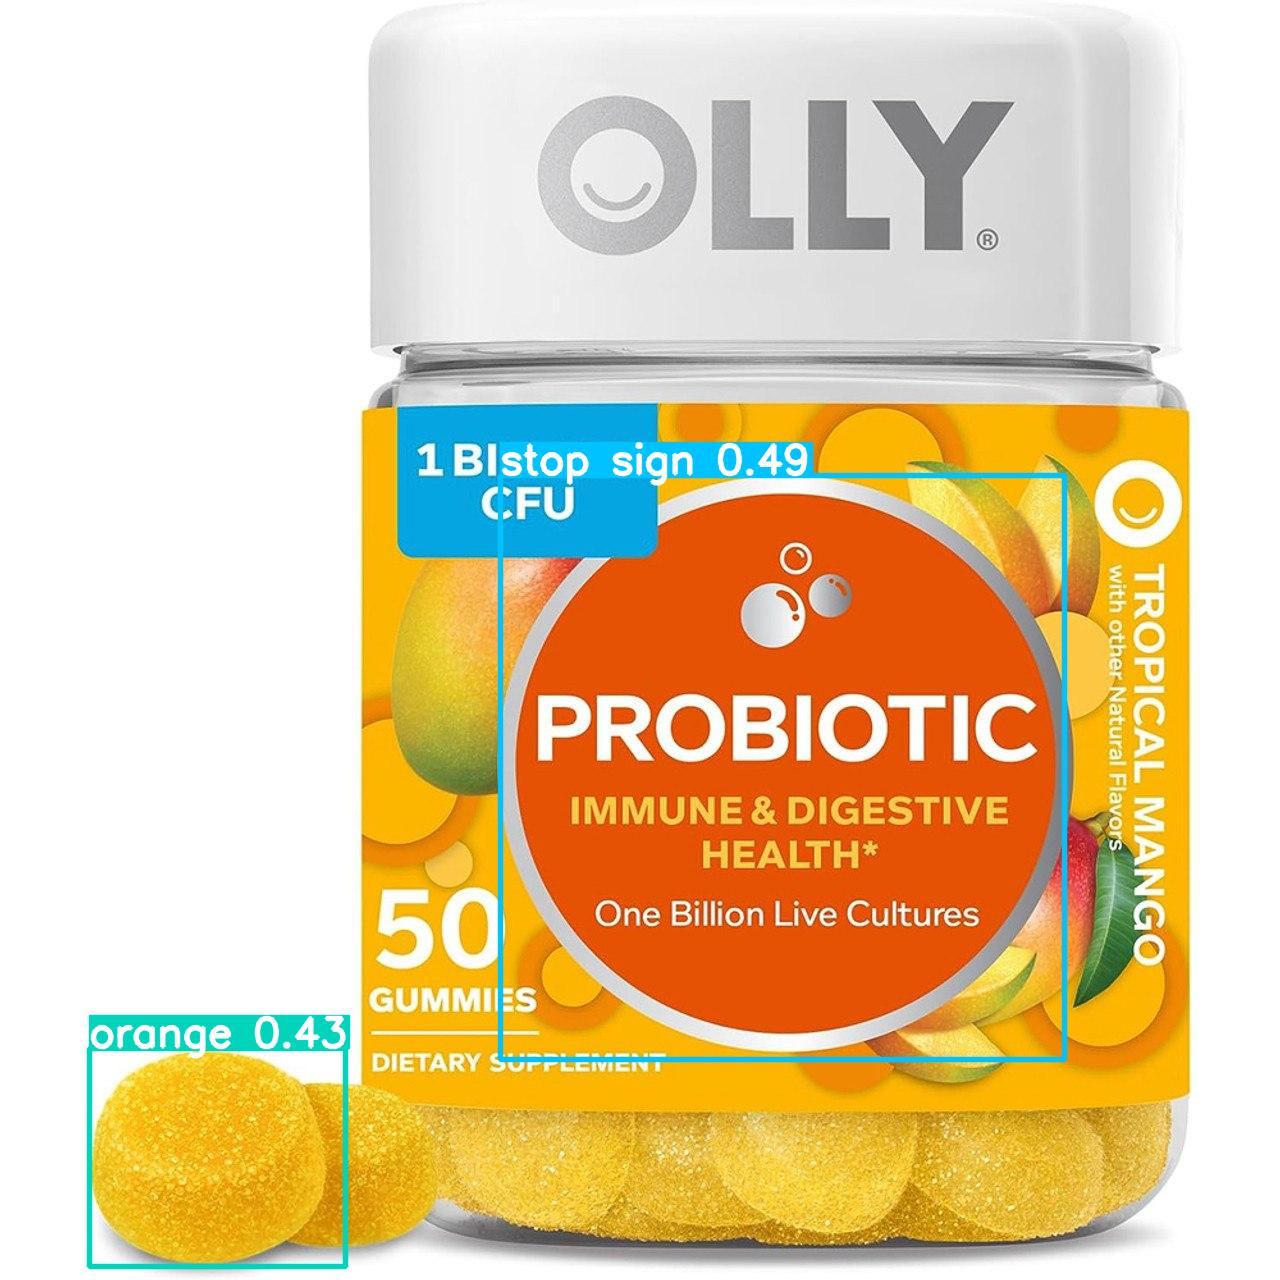 OLLY®
1 BI
CFU
stop sign 0.49
PROBIOTIC
IMMUNE & DIGESTIVE
HEALTH*
One Billion Live Cultures
50
GUMMIES
DIETARY SUPPLEMENT
TROPICAL MANGO
with other Natural Flavors
orange 0.43